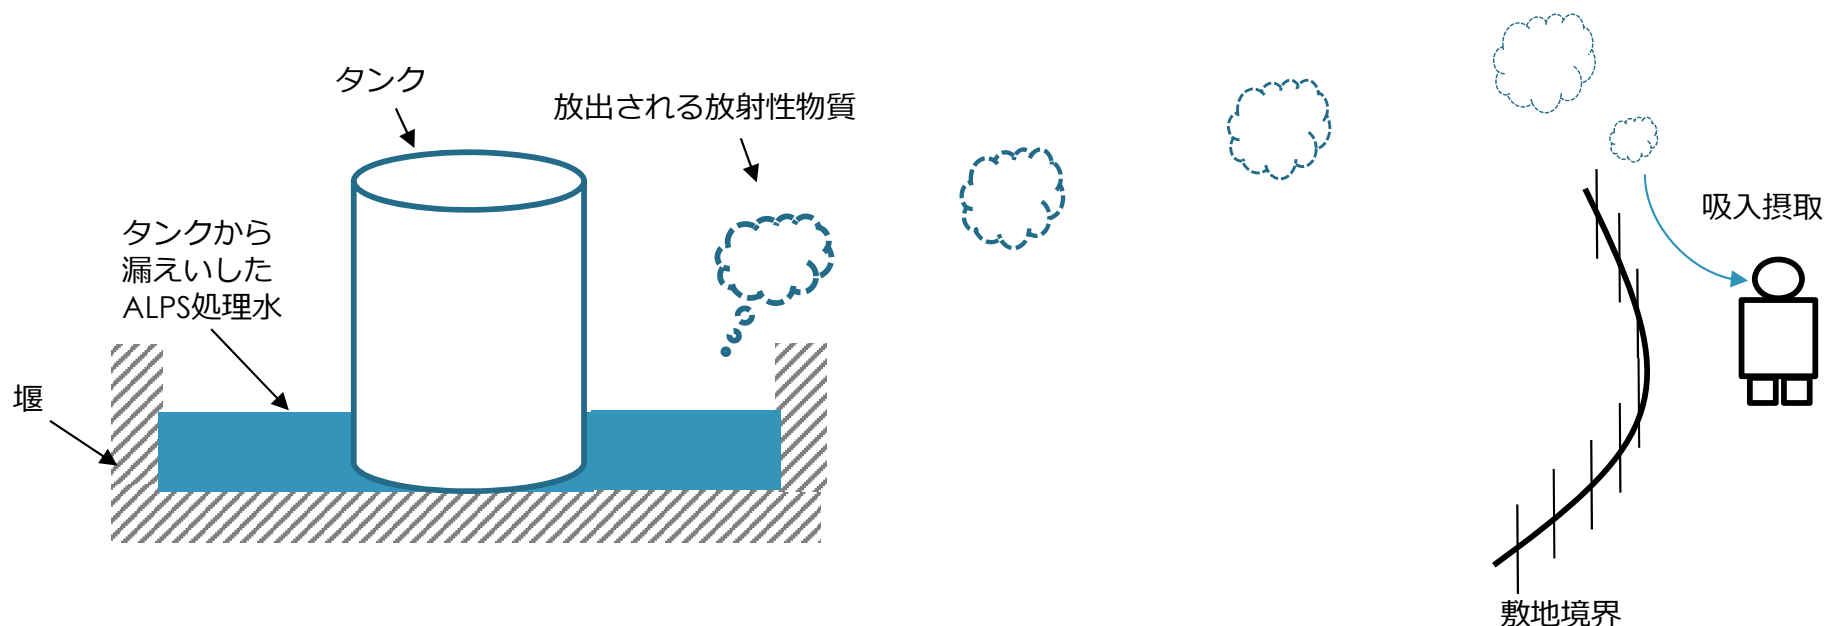 タンク
放出される放射性物質
タンクから
漏えいした
ALPS処理水
堰
吸入摂取
敷地境界